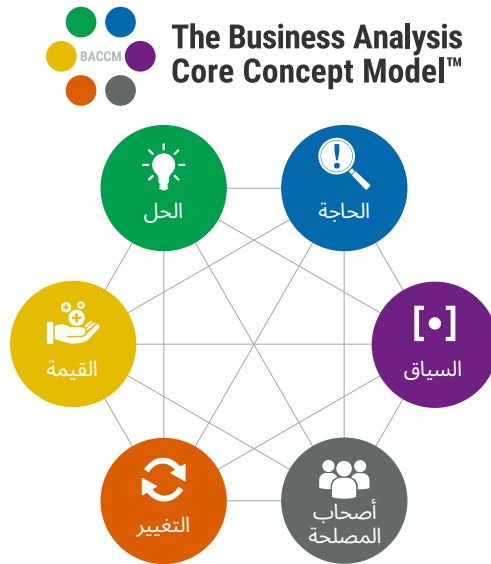 BACCM
The Business Analysis
Core Concept Model™
الحل
الحاجة
القيمة
السياق
التغيير
أصحاب
المصلحة